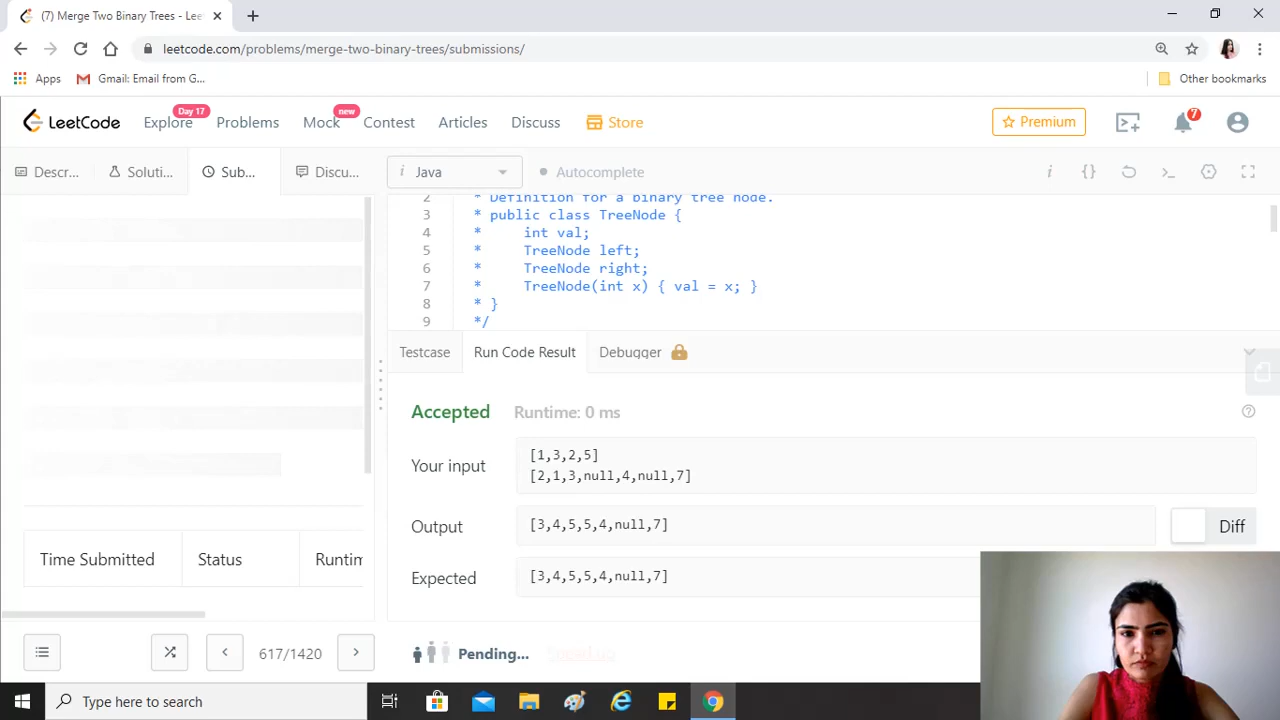 (7) Merge Two Binary Trees - Lee
leetcode.com/problems/merge-two-binary-trees/submissions/
Apps
Gmail: Email from G...
Other bookmarks
LeetCode
Explore
Day 17
Problems
Mock
new
Contest
Articles
Discuss
Store
Premium
7
Descr...
Soluti...
Sub...
Discu...
i Java
Autocomplete
i {}
2 * Definition for a binary tree node.
3 * public class TreeNode {
4 *     int val;
5 *     TreeNode left;
6 *     TreeNode right;
7 *     TreeNode(int x) { val = x; }
8 * }
9 */
Testcase
Run Code Result
Debugger
Accepted
Runtime: 0 ms
Your input
[1,3,2,5]
[2,1,3,null,4,null,7]
Output
[3,4,5,5,4,null,7]
Diff
Expected
[3,4,5,5,4,null,7]
Time Submitted
Status
Runtim
617/1420
Pending...
Type here to search